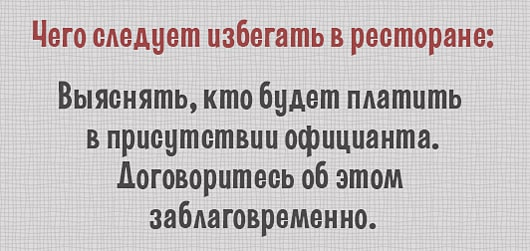 Чего следует избегать в ресторане:
Выяснять, кто будет платить
в присутствии официанта.
Договоритесь об этом
заблаговременно.